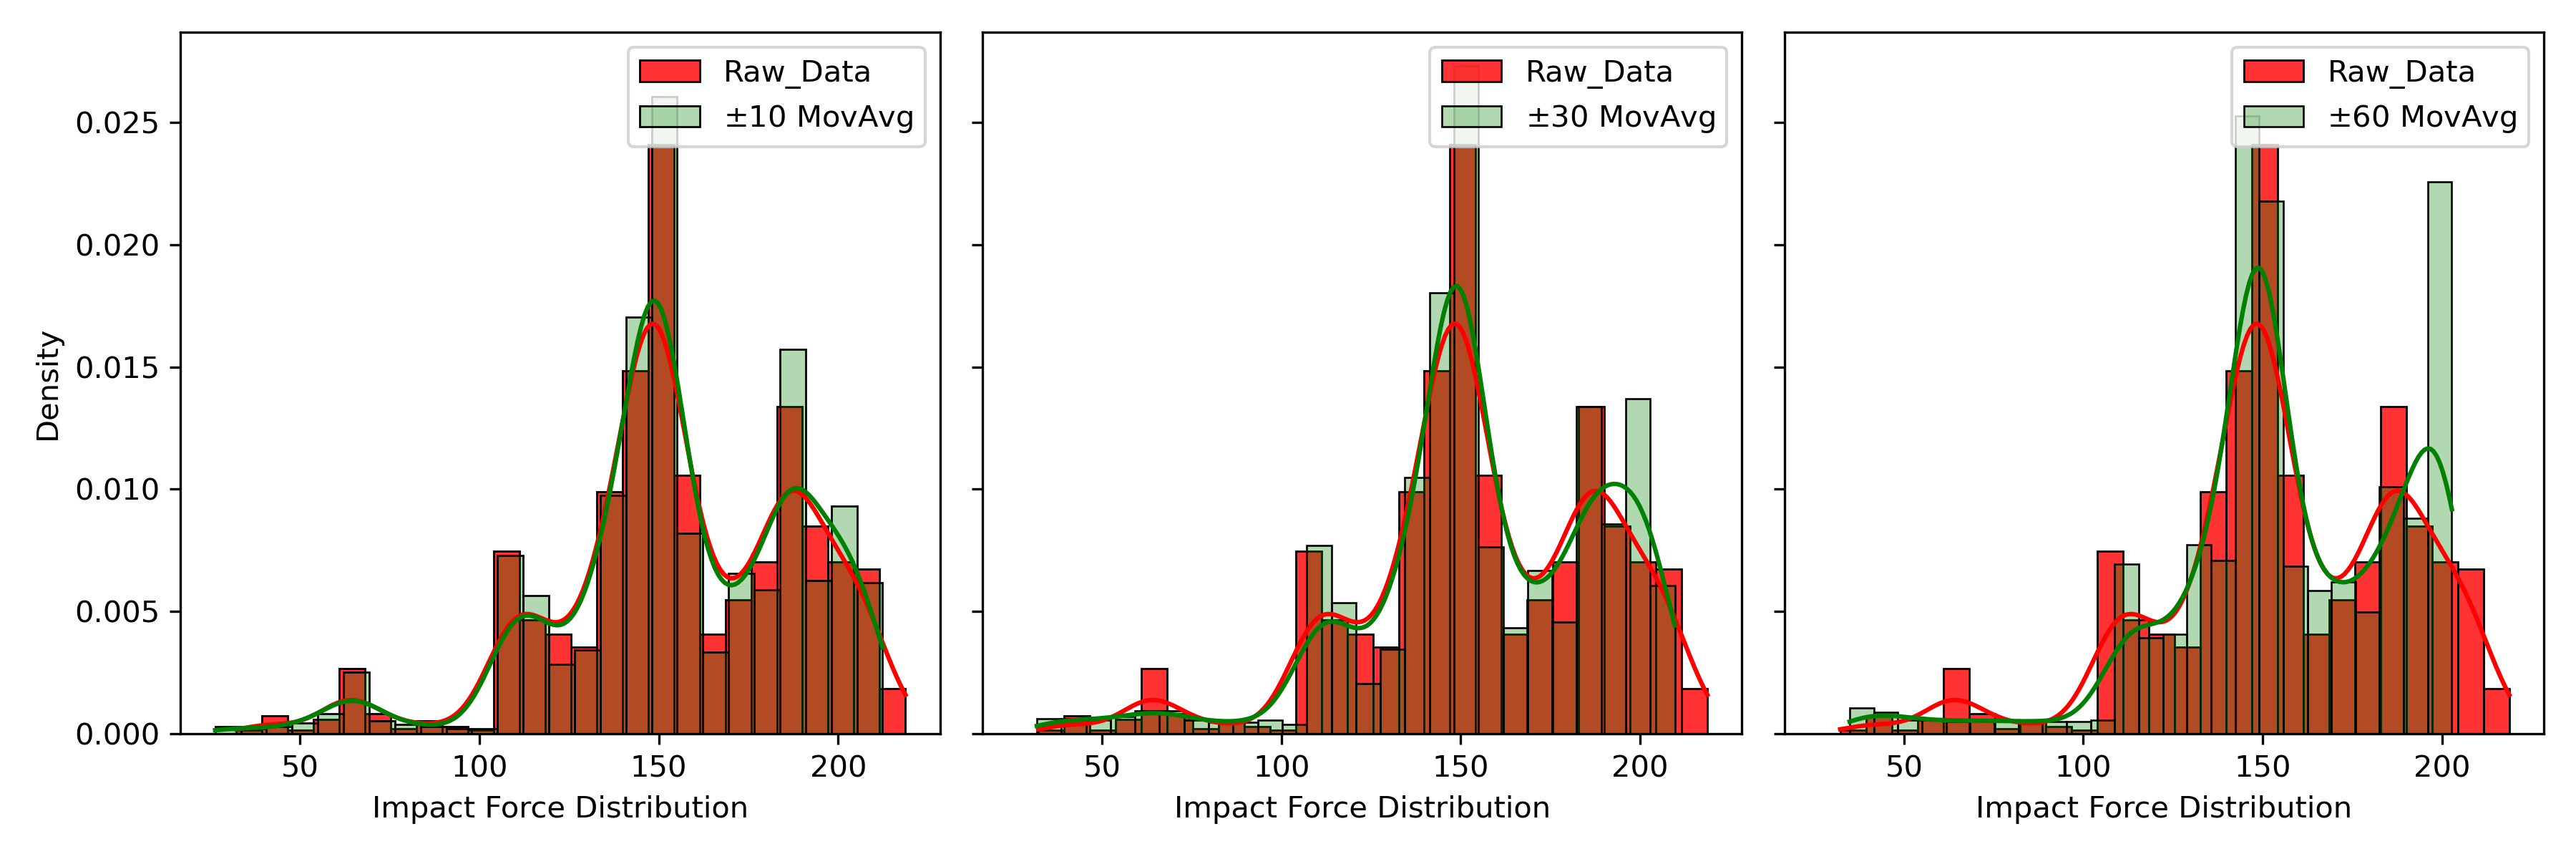 Raw_Data
±10 MovAvg
Raw_Data
±30 MovAvg
Raw_Data
±60 MovAvg
Density
0.025
0.020
0.015
0.010
0.005
0.000
50 100 150 200
50 100 150 200
50 100 150 200
Impact Force Distribution
Impact Force Distribution
Impact Force Distribution